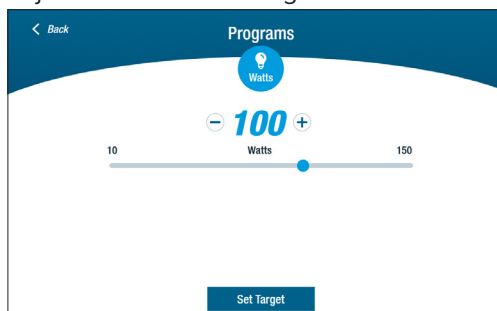 < Back
Programs
Watts
− 100 +
10 Watts 150
Set Target